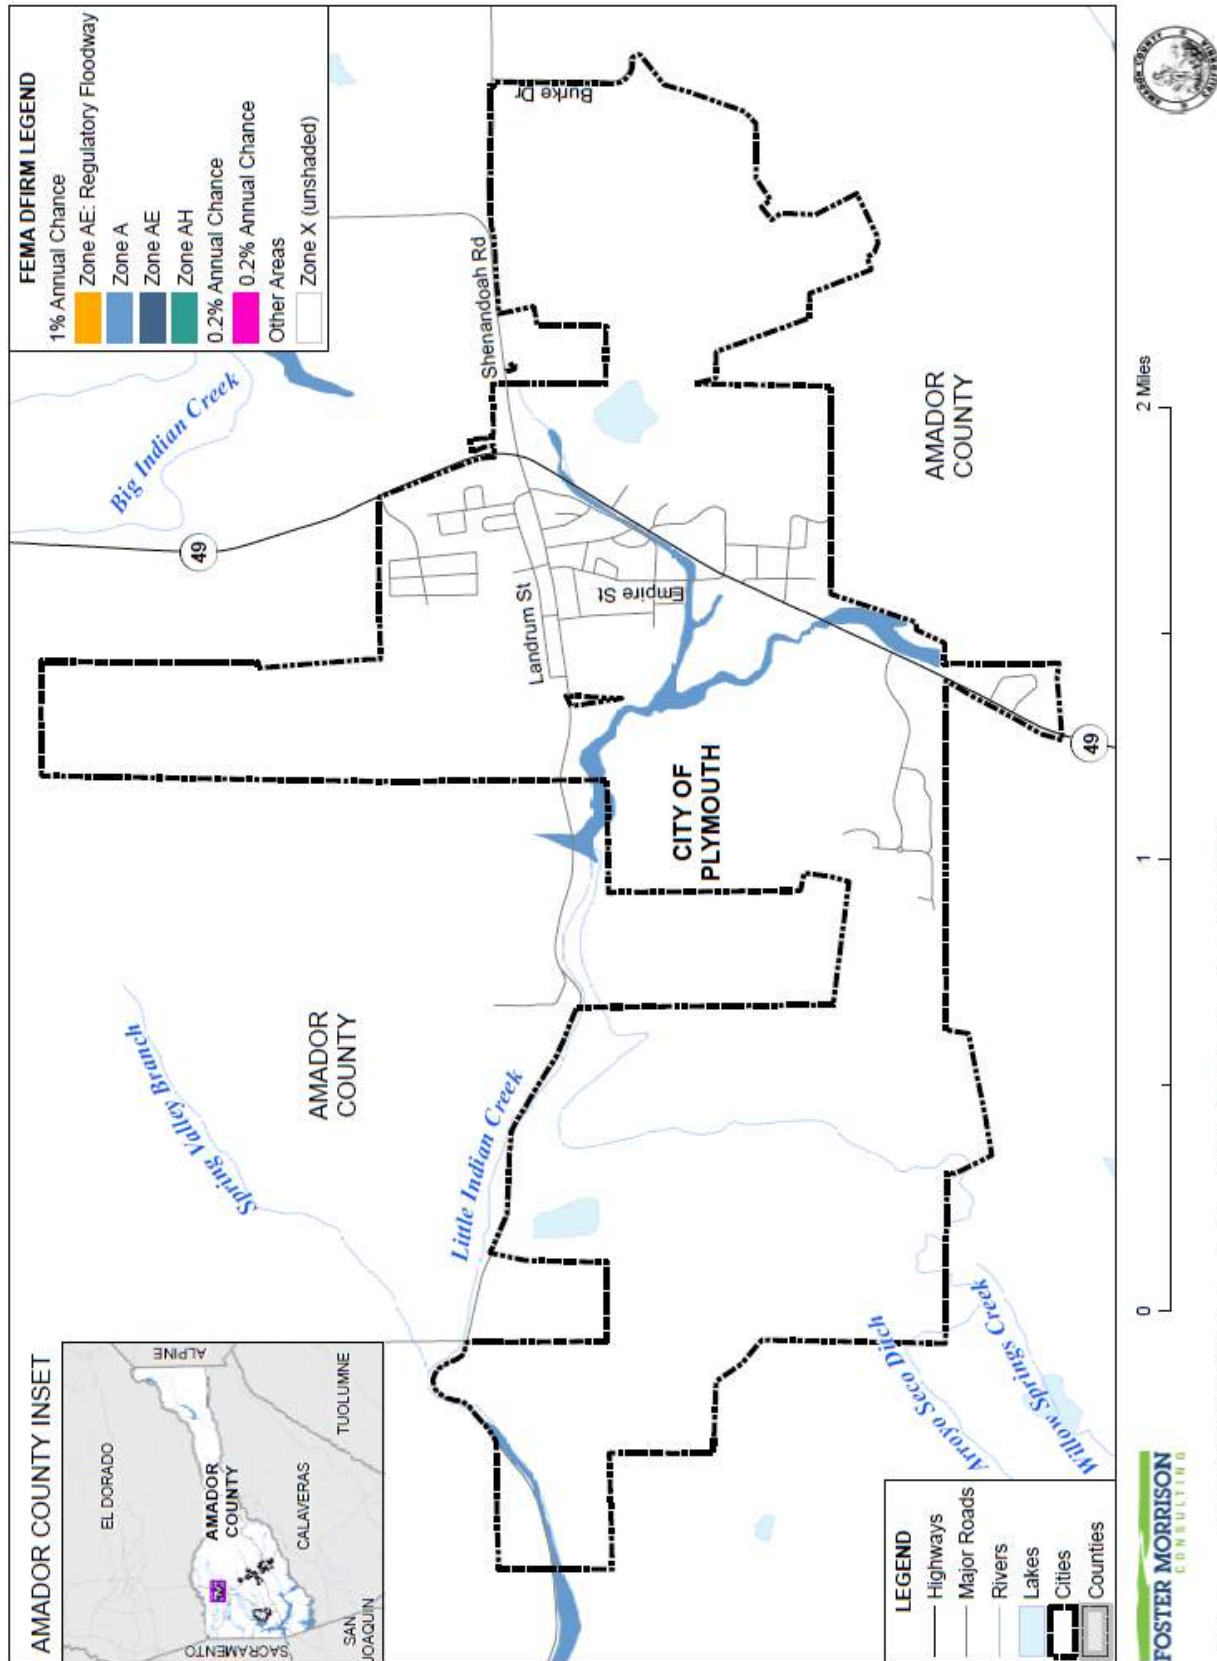 AMADOR COUNTY INSET
EL DORADO
ALPINE
AMADOR
COUNTY
SACRAMENTO
CALAVERAS
TUOLUMNE
SAN
JOAQUIN
FEMA DFIRM LEGEND
1% Annual Chance
Zone AE: Regulatory Floodway
Zone A
Zone AE
Zone AH
0.2% Annual Chance
0.2% Annual Chance
Other Areas
Zone X (unshaded)
Spring Valley Branch
Big Indian Creek
49
AMADOR
COUNTY
Little Indian Creek
Landrum St
Shenandoah Rd
Burke Dr
Empire St
CITY OF
PLYMOUTH
AMADOR
COUNTY
49
Arroyo Seco Ditch
Willow Springs Creek
LEGEND
Highways
Major Roads
Rivers
Lakes
Cities
Counties
FOSTER MORRISON
CONSULTING
0
1
2 Miles
AMADOR COUNTY